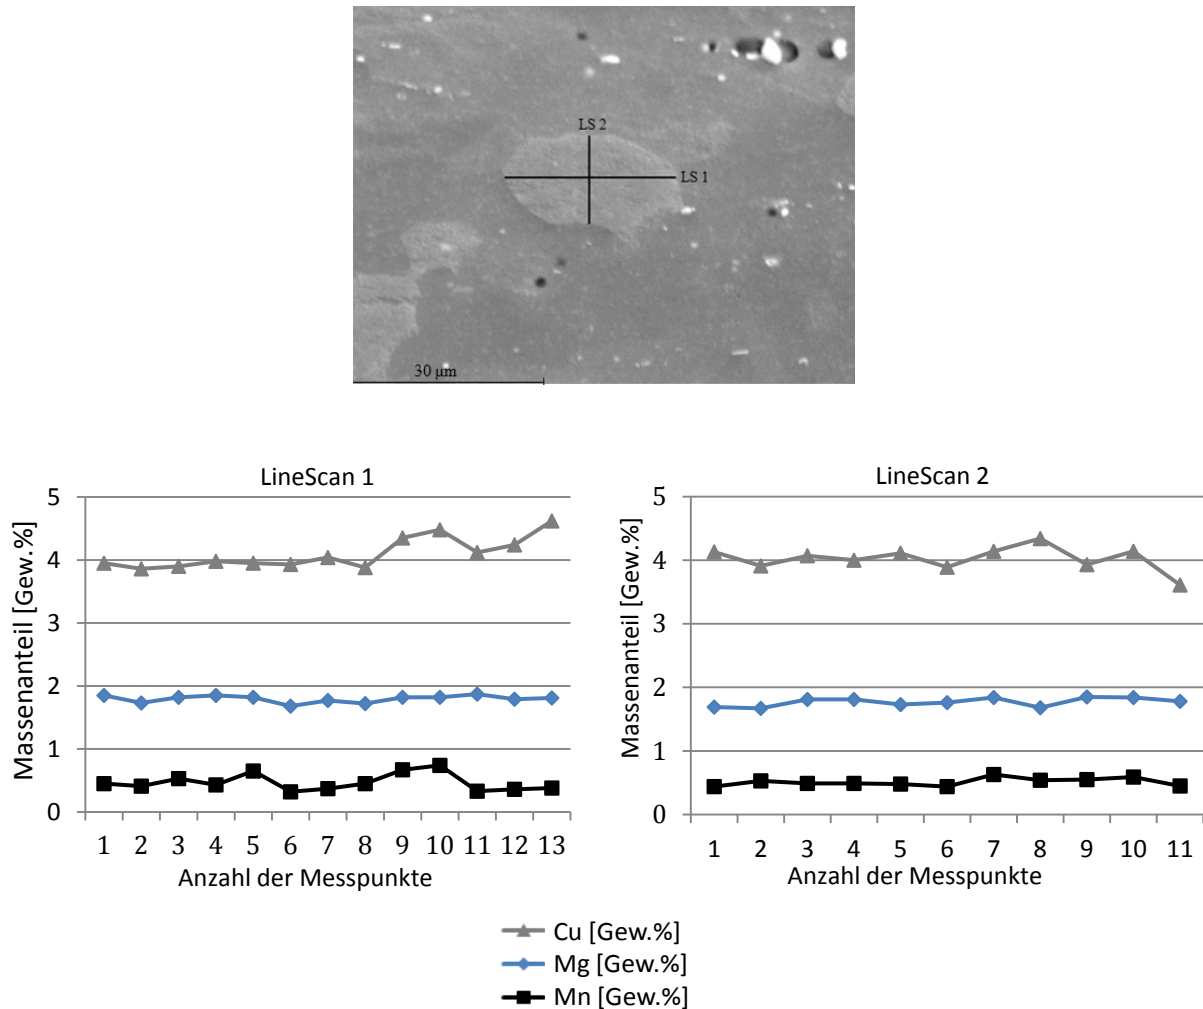 LS 2
LS 1
30 µm
LineScan 1
Massenanteil [Gew.%]
5
4
3
2
1
0
1 2 3 4 5 6 7 8 9 10 11 12 13
Anzahl der Messpunkte
LineScan 2
Massenanteil [Gew.%]
5
4
3
2
1
0
1 2 3 4 5 6 7 8 9 10 11
Anzahl der Messpunkte
Cu [Gew.%]
Mg [Gew.%]
Mn [Gew.%]